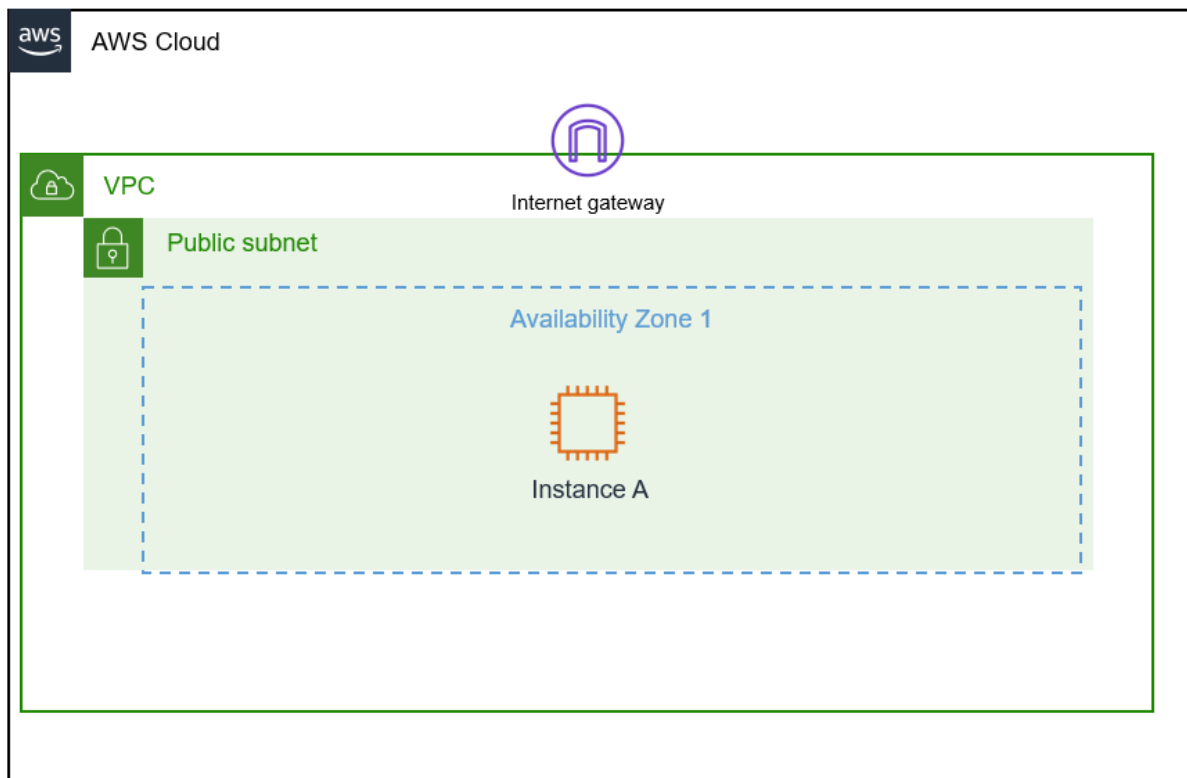 aws
AWS Cloud
Internet gateway
VPC
Public subnet
Availability Zone 1
Instance A